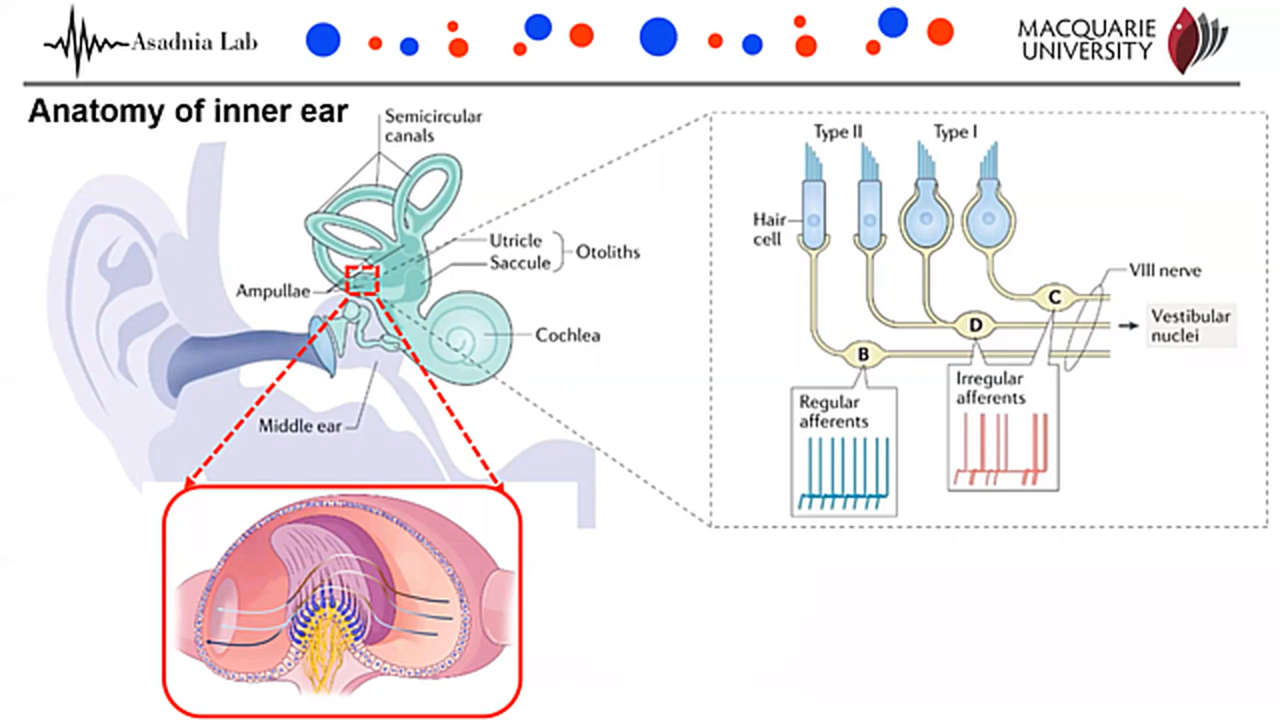 Asadnia Lab
MACQUARIE
UNIVERSITY
Anatomy of inner ear
Semicircular
canals
Utricle
Saccule
Otoliths
Ampullae
Cochlea
Middle ear
Type II
Type I
Hair
cell
VIII nerve
C
D
B
Vestibular
nuclei
Regular
afferents
Irregular
afferents